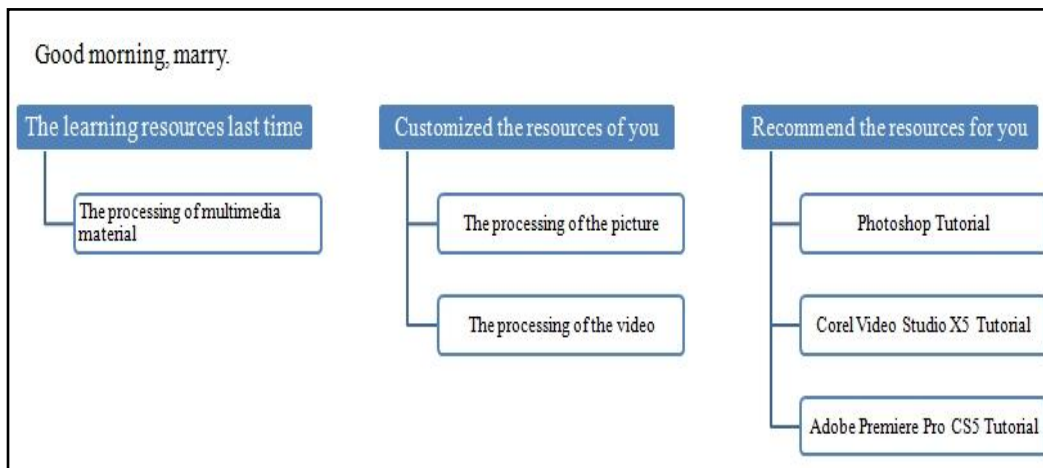 Good morning, marry.
The learning resources last time
The processing of multimedia
material
Customized the resources of you
The processing of the picture
The processing of the video
Recommend the resources for you
Photoshop Tutorial
Corel Video Studio X5 Tutorial
Adobe Premiere Pro CS5 Tutorial